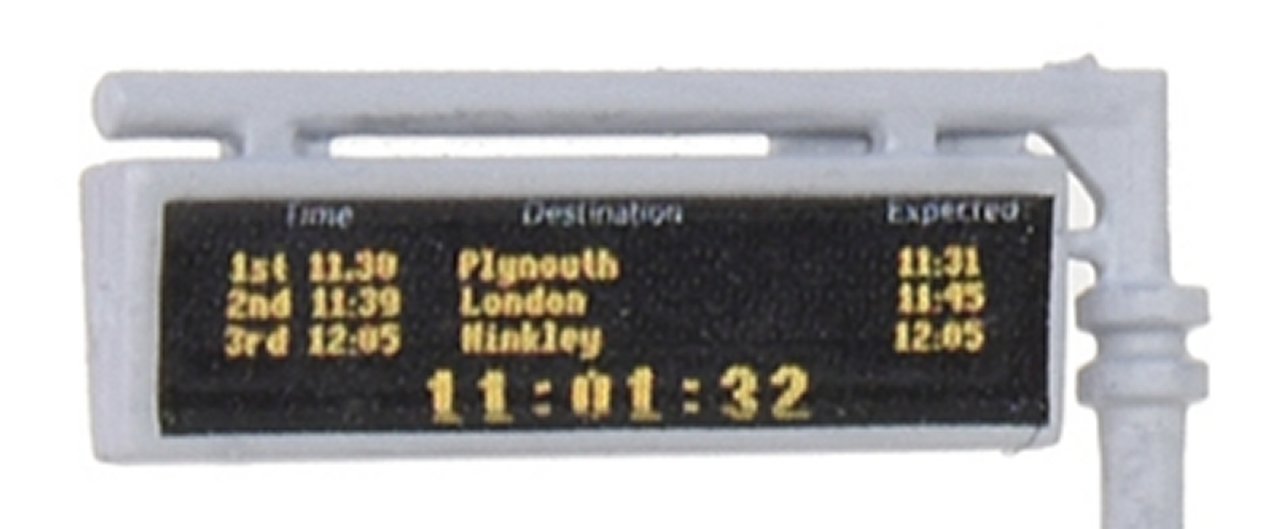 Time Destination Expected
1st 11.30 Plymouth 11:31
2nd 11:39 London 11:45
3rd 12:05 Hinkley 12:05
11:01:32